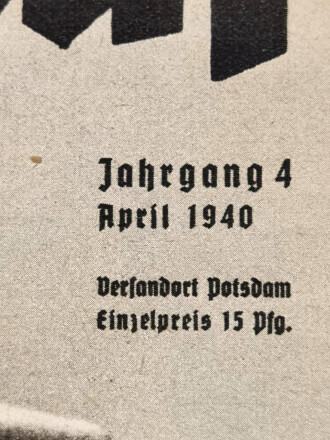 Jahrgang 4
April 1940
Versandort Potsdam
Einzelpreis 15 Pfg.